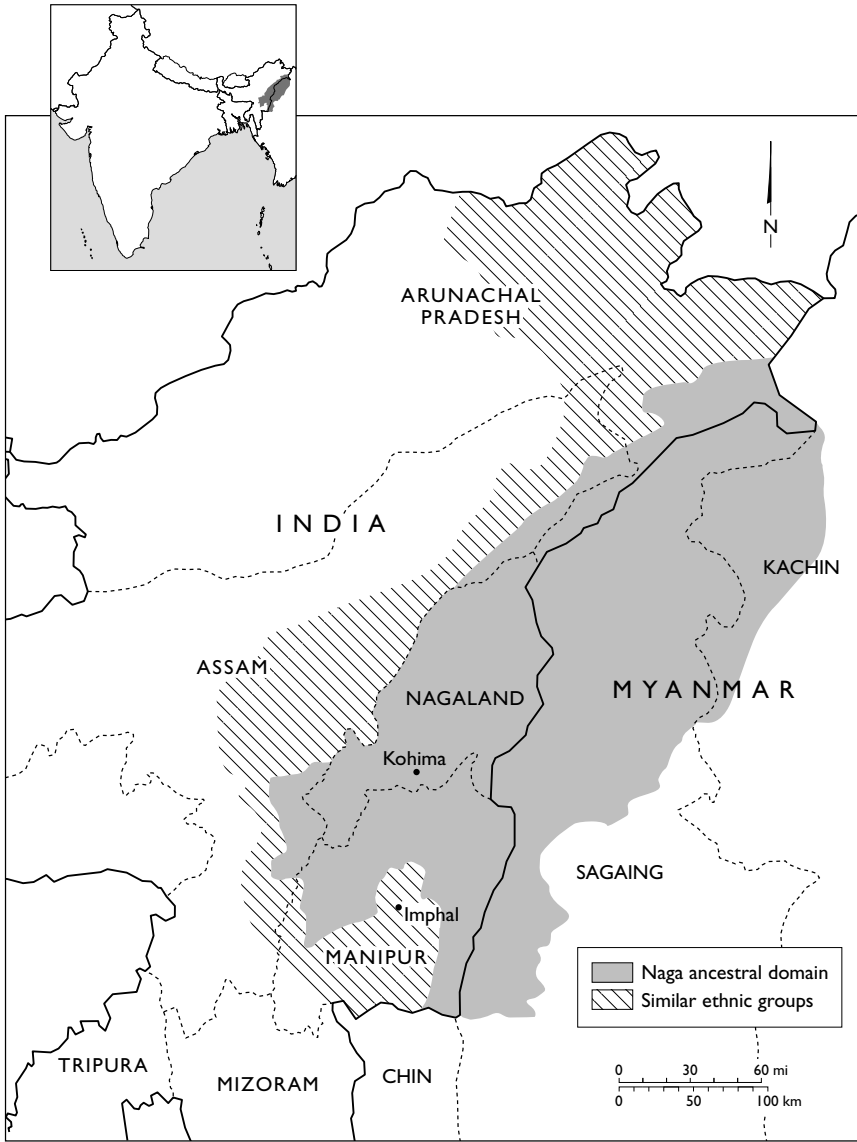 N
ARUNACHAL
PRADESH
INDIA
KACHIN
ASSAM
NAGALAND
MYANMAR
Kohima
SAGAING
Imphal
MANIPUR
Naga ancestral domain
Similar ethnic groups
TRIPURA
MIZORAM
CHIN
0 30 60 mi
0 50 100 km